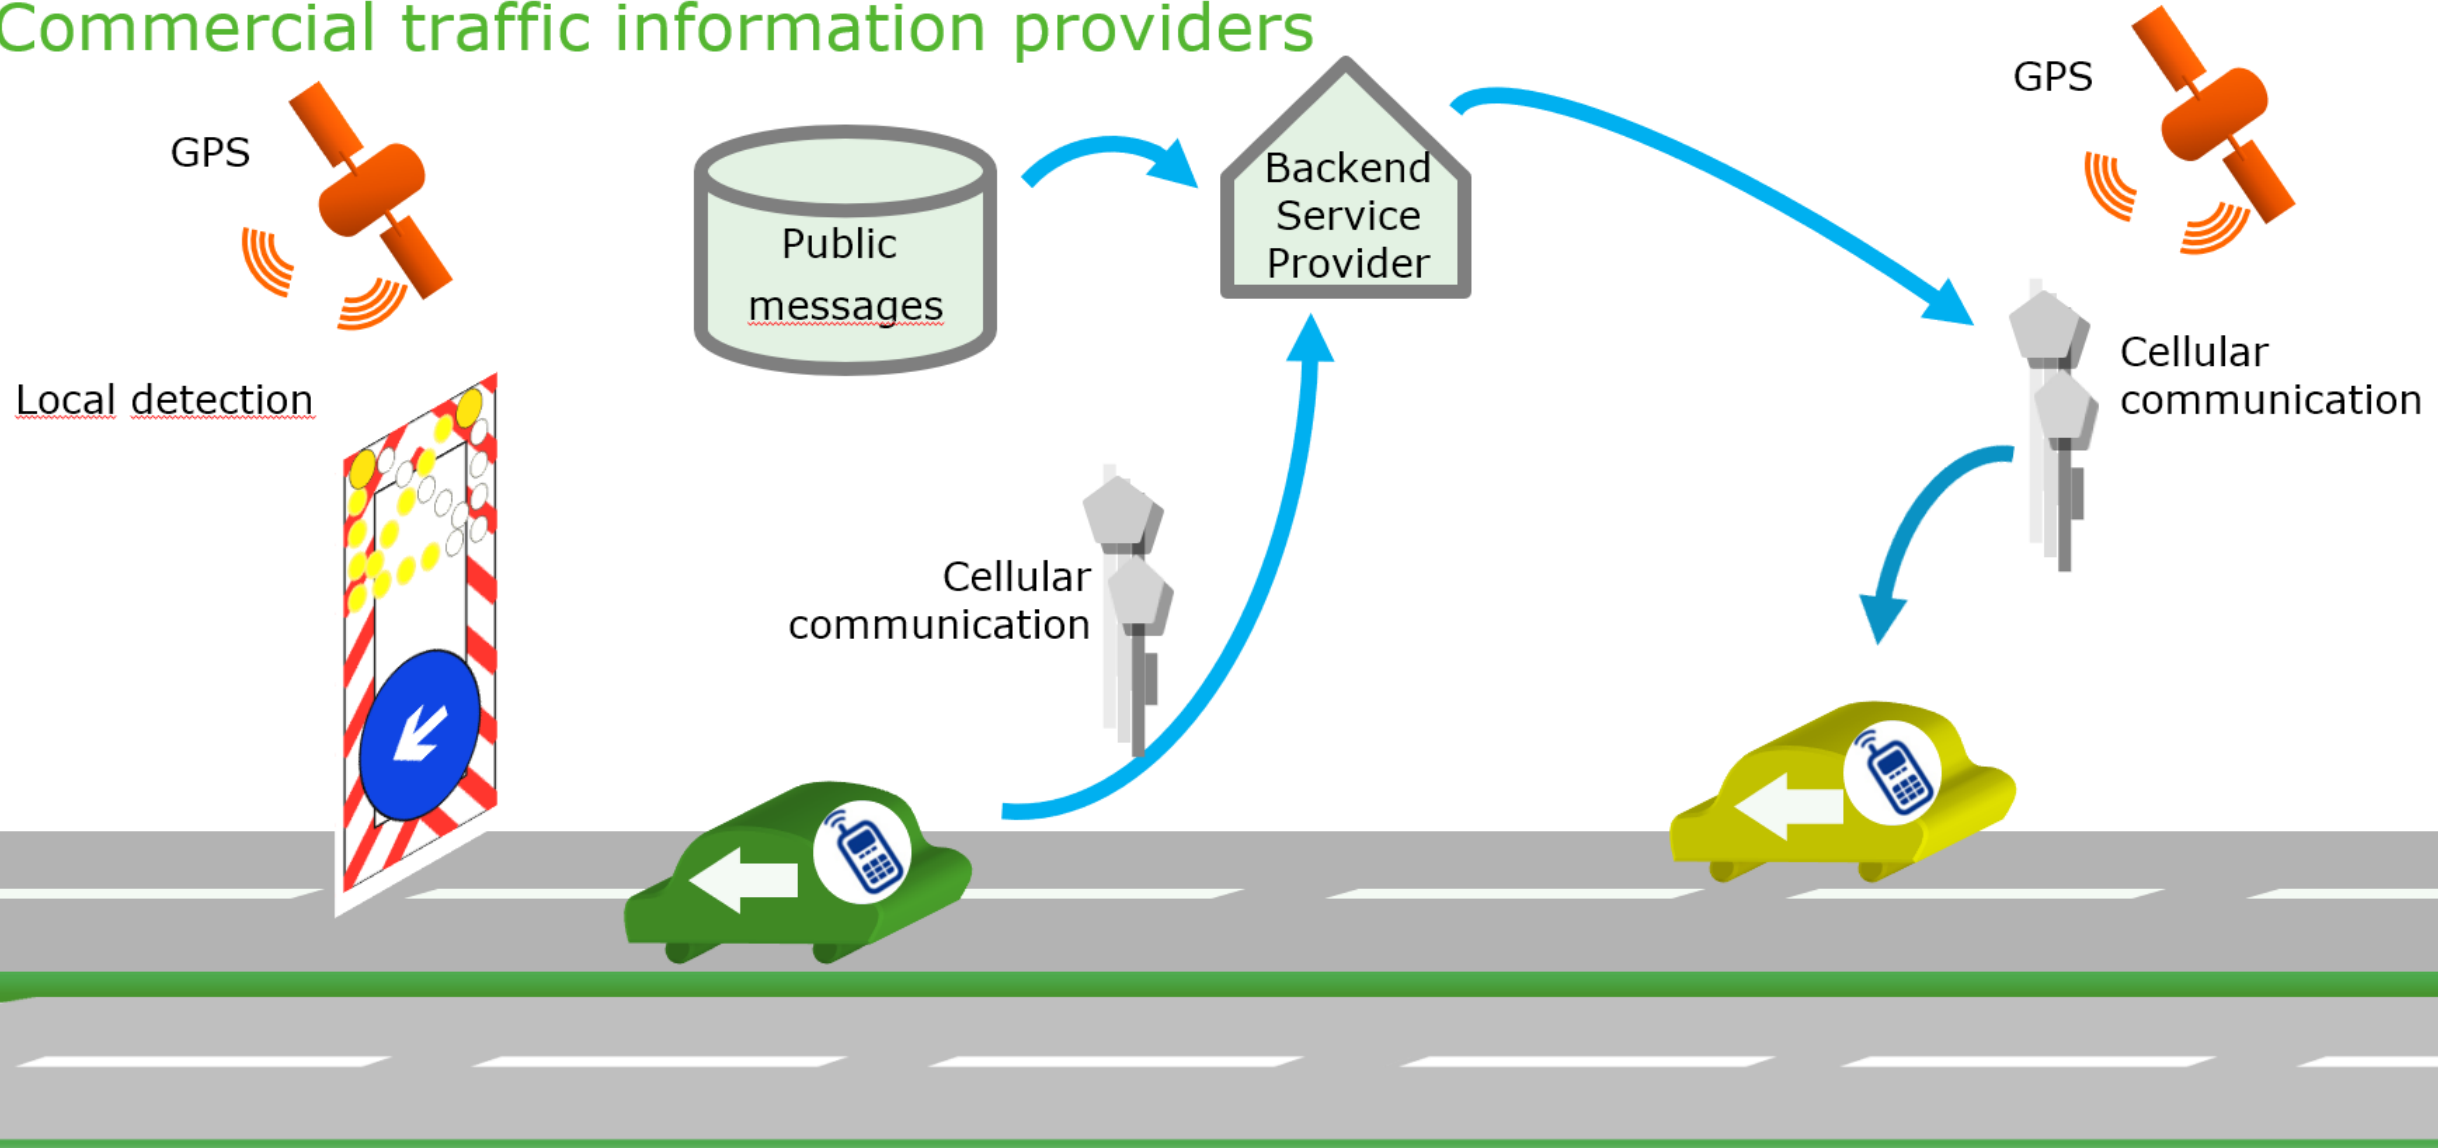 Commercial traffic information providers
GPS
GPS
Public
messages
Backend
Service
Provider
Local detection
Cellular
communication
Cellular
communication